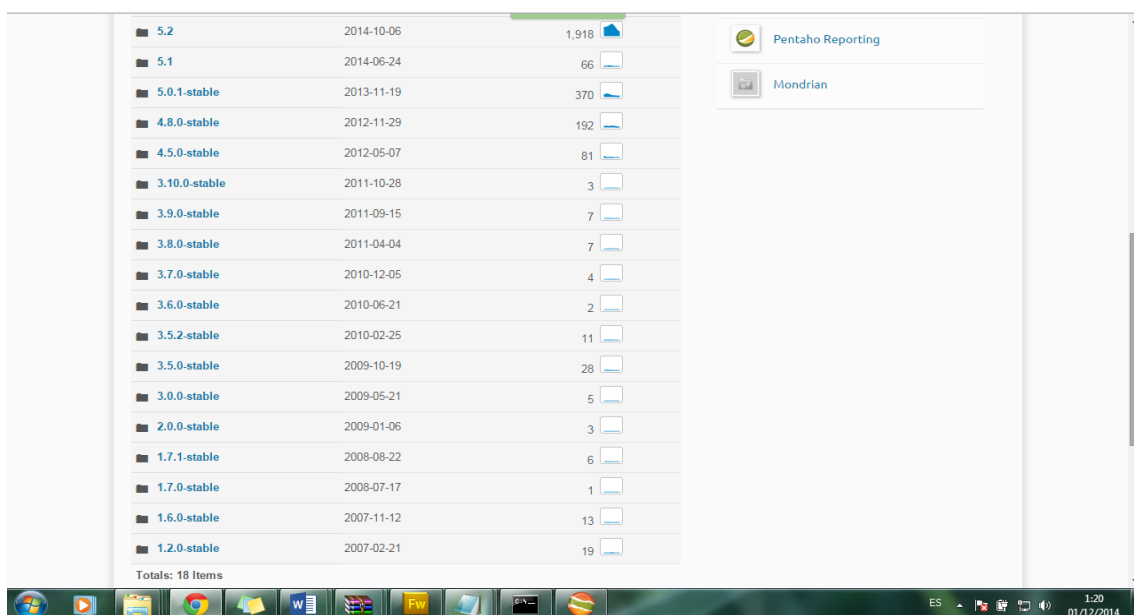 5.2 2014-10-06 1,918
5.1 2014-06-24 66
5.0.1-stable 2013-11-19 370
4.8.0-stable 2012-11-29 192
4.5.0-stable 2012-05-07 81
3.10.0-stable 2011-10-28 3
3.9.0-stable 2011-09-15 7
3.8.0-stable 2011-04-04 7
3.7.0-stable 2010-12-05 4
3.6.0-stable 2010-06-21 2
3.5.2-stable 2010-02-25 11
3.5.0-stable 2009-10-19 28
3.0.0-stable 2009-05-21 5
2.0.0-stable 2009-01-06 3
1.7.1-stable 2008-08-22 6
1.7.0-stable 2008-07-17 1
1.6.0-stable 2007-11-12 13
1.2.0-stable 2007-02-21 19
Totals: 18 Items
Pentaho Reporting
Mondrian
W
Fw
C:\
ES
1:20
01/12/2014